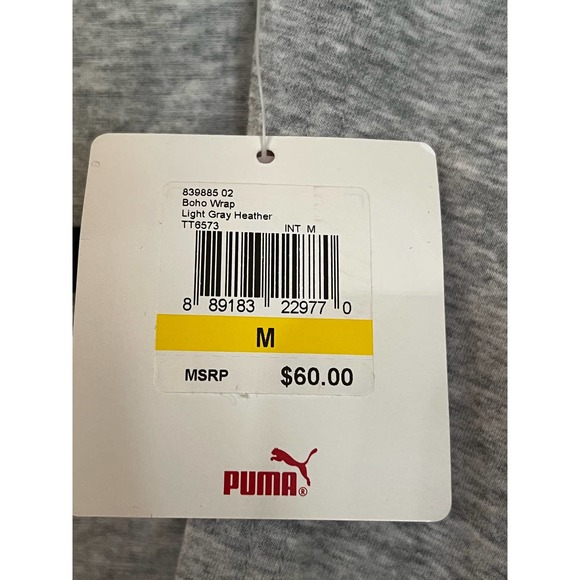 839885 02
Boho Wrap
Light Gray Heather
TT6573 INT M
8 89183 22977 0
M
MSRP $60.00
PUMA®